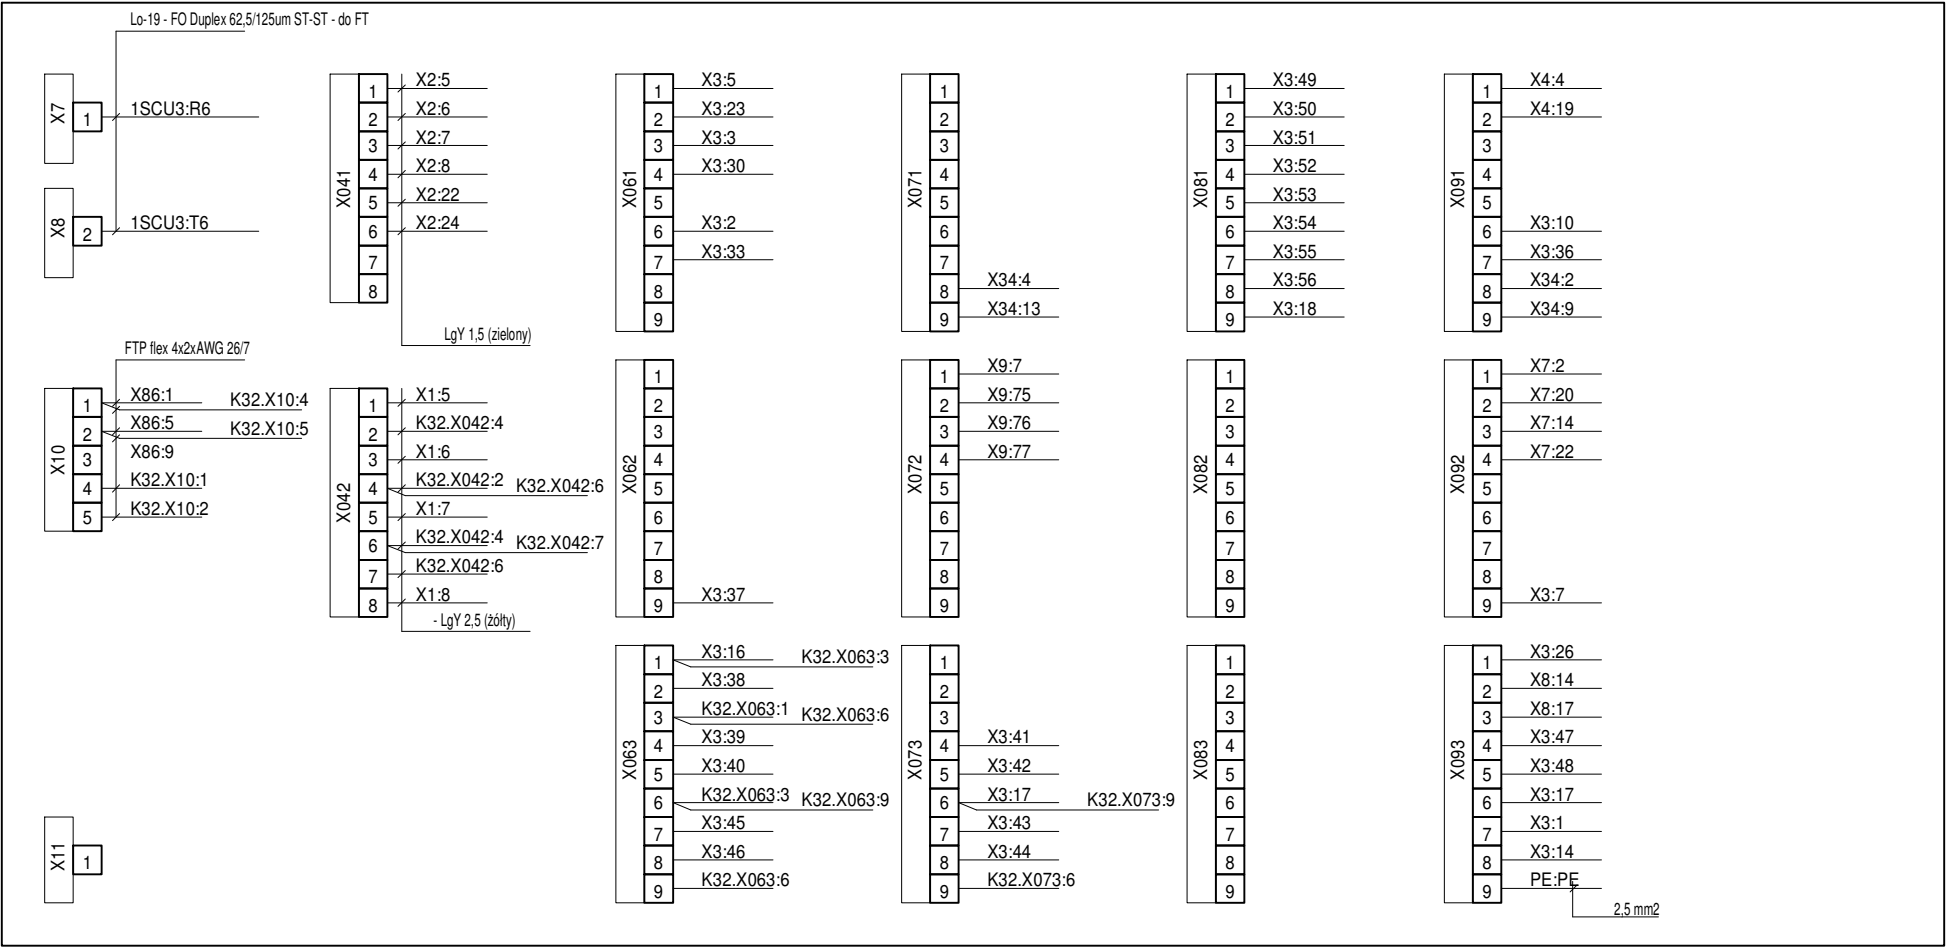 Lo-19 - FO Duplex 62,5/125um ST-ST - do FT
X7
1 1SCU3:R6
X8
2 1SCU3:T6
FTP flex 4x2xAWG 26/7
X10
1 X86:1 K32.X10:4
2 X86:5 K32.X10:5
3 X86:9
4 K32.X10:1
5 K32.X10:2
X11
1
X041
1 X2:5
2 X2:6
3 X2:7
4 X2:8
5 X2:22
6 X2:24
7
8
LgY 1,5 (zielony)
X042
1 X1:5
2 K32.X042:4
3 X1:6
4 K32.X042:2 K32.X042:6
5 X1:7
6 K32.X042:4 K32.X042:7
7 K32.X042:6
8 X1:8
- LgY 2,5 (żółty)
X061
1 X3:5
2 X3:23
3 X3:3
4 X3:30
5
6 X3:2
7 X3:33
8
9
X062
1
2
3
4
5
6
7
8
9 X3:37
X063
1 X3:16 K32.X063:3
2 X3:38
3 K32.X063:1 K32.X063:6
4 X3:39
5 X3:40
6 K32.X063:3 K32.X063:9
7 X3:45
8 X3:46
9 K32.X063:6
X071
1
2
3
4
5
6
7
8 X34:4
9 X34:13
X072
1 X9:7
2 X9:75
3 X9:76
4 X9:77
5
6
7
8
9
X073
1
2
3
4 X3:41
5 X3:42
6 X3:17 K32.X073:9
7 X3:43
8 X3:44
9 K32.X073:6
X081
1 X3:49
2 X3:50
3 X3:51
4 X3:52
5 X3:53
6 X3:54
7 X3:55
8 X3:56
9 X3:18
X082
1
2
3
4
5
6
7
8
9
X083
1
2
3
4
5
6
7
8
9
X091
1 X4:4
2 X4:19
3
4
5
6 X3:10
7 X3:36
8 X34:2
9 X34:9
X092
1 X7:2
2 X7:20
3 X7:14
4 X7:22
5
6
7
8
9 X3:7
X093
1 X3:26
2 X8:14
3 X8:17
4 X3:47
5 X3:48
6 X3:17
7 X3:1
8 X3:14
9 PE:PE
2,5 mm2